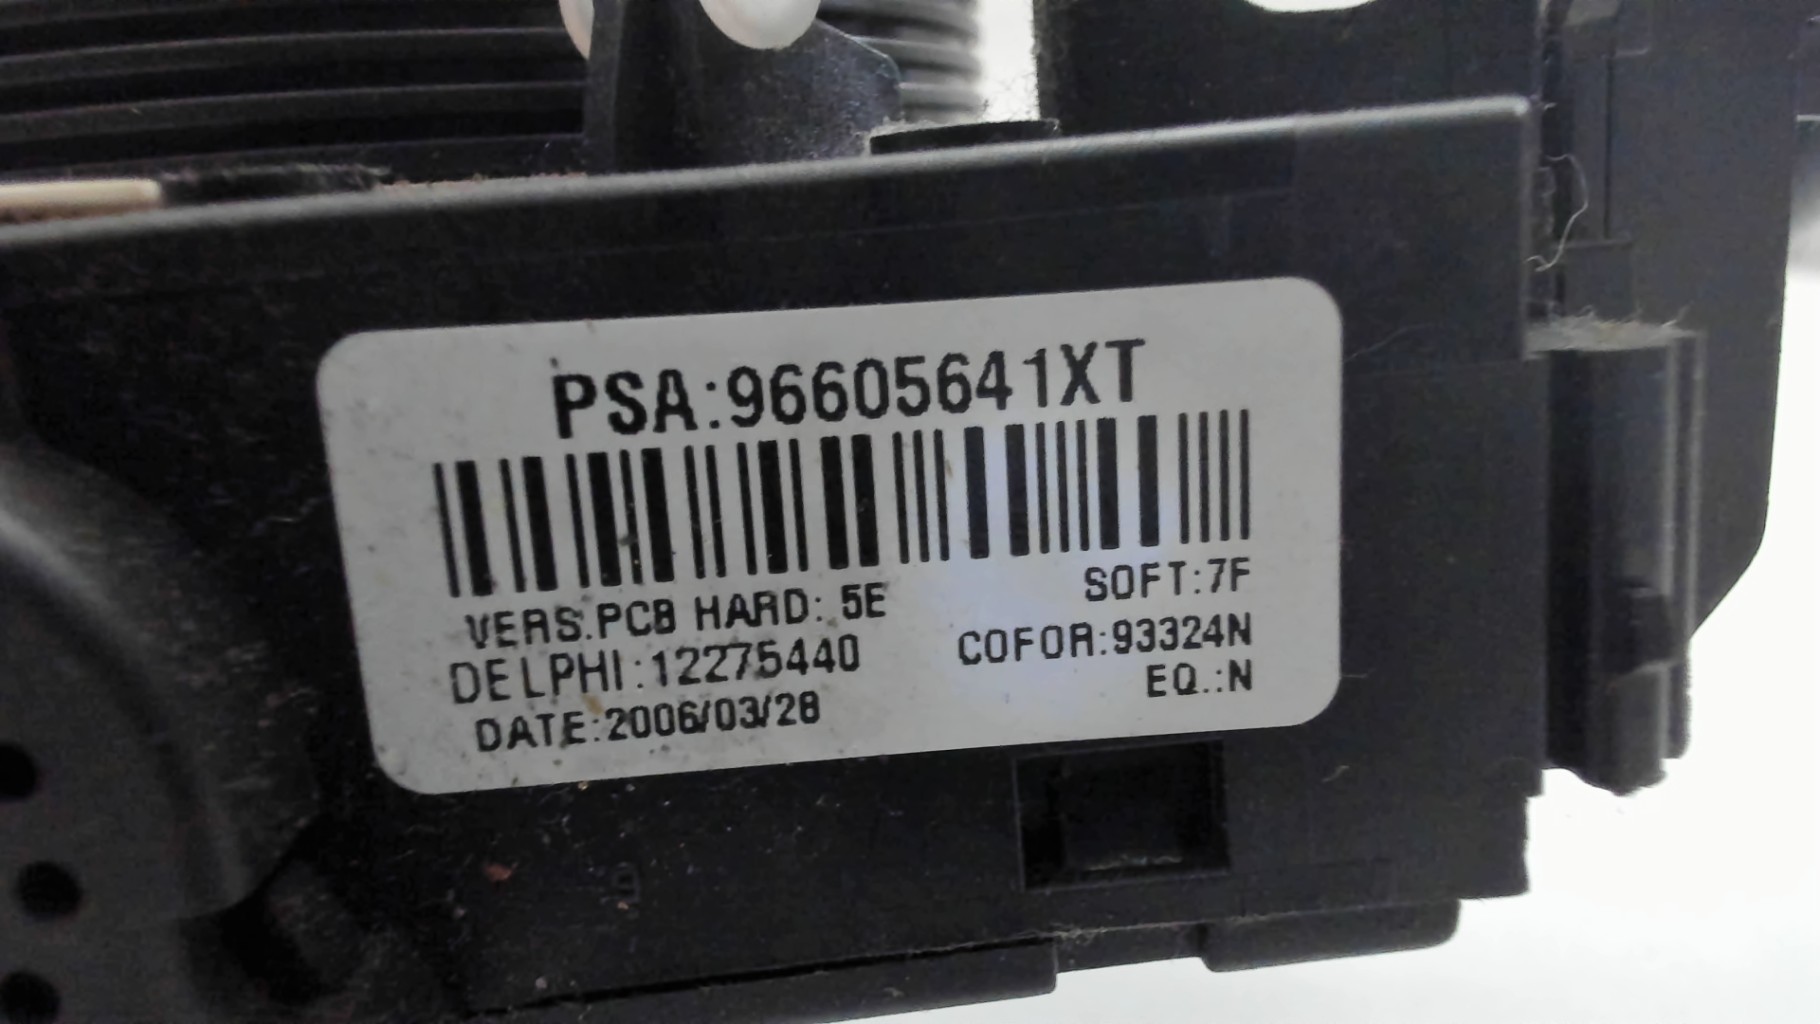 PSA:96605641XT
VERS.PCB HARD: 5E SOFT:7F
DELPHI:12275440 COFOR:93324N
DATE:2006/03/28 EQ.:N